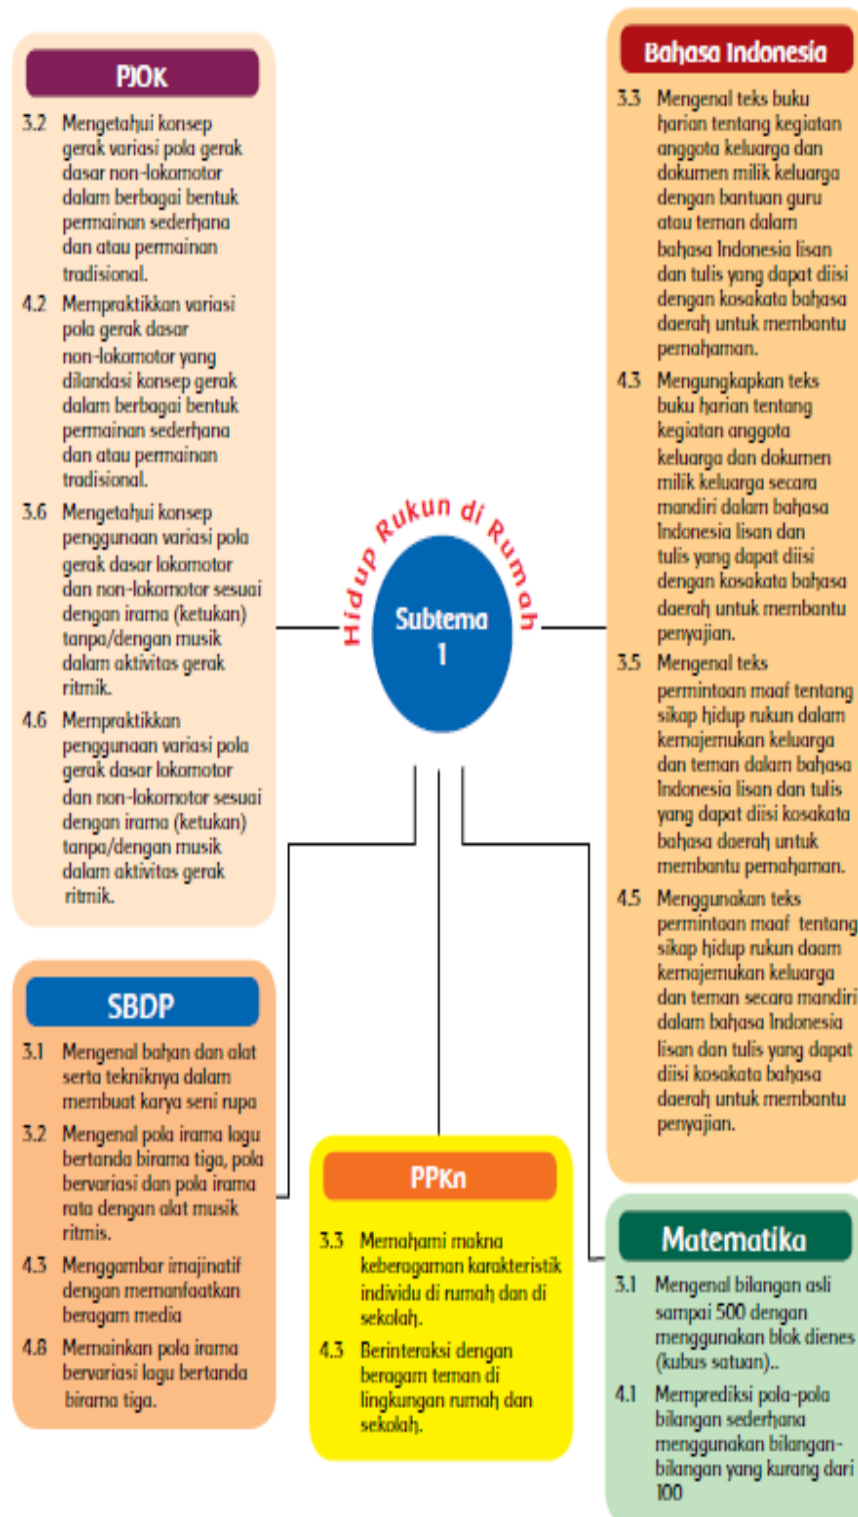 PJOK
3.2 Mengetahui konsep
gerak variasi pola gerak
dasar non-lokomotor
dalam berbagai bentuk
permainan sederhana
dan atau permainan
tradisional.
4.2 Mempraktikkan variasi
pola gerak dasar
non-lokomotor yang
dilandasi konsep gerak
dalam berbagai bentuk
permainan sederhana
dan atau permainan
tradisional.
3.6 Mengetahui konsep
penggunaan variasi pola
gerak dasar lokomotor
dan non-lokomotor sesuai
dengan irama (ketukan)
tanpa/dengan musik
dalam aktivitas gerak
ritmik.
4.6 Mempraktikkan
penggunaan variasi pola
gerak dasar lokomotor
dan non-lokomotor sesuai
dengan irama (ketukan)
tanpa/dengan musik
dalam aktivitas gerak
ritmik.
Hidup Rukun di Rumah
Subtema
1
Bahasa Indonesia
3.3 Mengenal teks buku
harian tentang kegiatan
anggota keluarga dan
dokumen milik keluarga
dengan bantuan guru
atau teman dalam
bahasa Indonesia lisan
dan tulis yang dapat diisi
dengan kosakata bahasa
daerah untuk membantu
pemahaman.
4.3 Mengungkapkan teks
buku harian tentang
kegiatan anggota
keluarga dan dokumen
milik keluarga secara
mandiri dalam bahasa
Indonesia lisan dan
tulis yang dapat diisi
dengan kosakata bahasa
daerah untuk membantu
penyajian.
3.5 Mengenal teks
permintaan maaf tentang
sikap hidup rukun dalam
kemajemukan keluarga
dan teman dalam bahasa
Indonesia lisan dan tulis
yang dapat diisi kosakata
bahasa daerah untuk
membantu pemahaman.
4.5 Menggunakan teks
permintaan maaf tentang
sikap hidup rukun daam
kemajemukan keluarga
dan teman secara mandiri
dalam bahasa Indonesia
lisan dan tulis yang dapat
diisi kosakata bahasa
daerah untuk membantu
penyajian.
SBDP
3.1 Mengenal bahan dan alat
serta tekniknya dalam
membuat karya seni rupa
3.2 Mengenal pola irama lagu
bertanda birama tiga, pola
bervariasi dan pola irama
rata dengan alat musik
ritmis.
4.3 Menggambar imajinatif
dengan memanfaatkan
beragam media
4.8 Memainkan pola irama
bervariasi lagu bertanda
birama tiga.
PPKn
3.3 Memahami makna
keberagaman karakteristik
individu di rumah dan di
sekolah.
4.3 Berinteraksi dengan
beragam teman di
lingkungan rumah dan
sekolah.
Matematika
3.1 Mengenal bilangan asli
sampai 500 dengan
menggunakan blok dienes
(kubus satuan)..
4.1 Memprediksi pola-pola
bilangan sederhana
menggunakan bilangan-
bilangan yang kurang dari
100